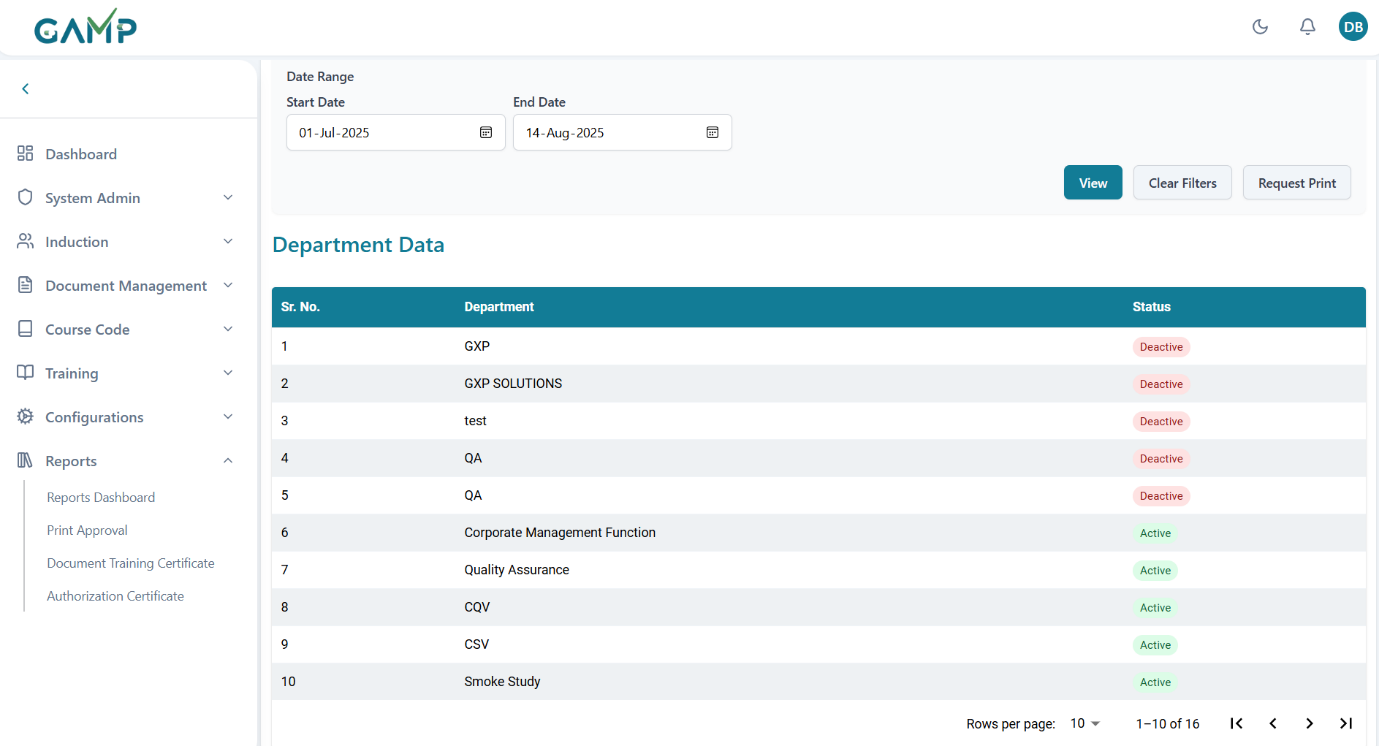 GAMP
DB
Date Range
Start Date End Date
01-Jul-2025 14-Aug-2025
View Clear Filters Request Print
Dashboard
System Admin
Induction
Document Management
Course Code
Training
Configurations
Reports
Reports Dashboard
Print Approval
Document Training Certificate
Authorization Certificate
Department Data
Sr. No. Department Status
1 GXP Deactive
2 GXP SOLUTIONS Deactive
3 test Deactive
4 QA Deactive
5 QA Deactive
6 Corporate Management Function Active
7 Quality Assurance Active
8 CQV Active
9 CSV Active
10 Smoke Study Active
Rows per page: 10 1–10 of 16